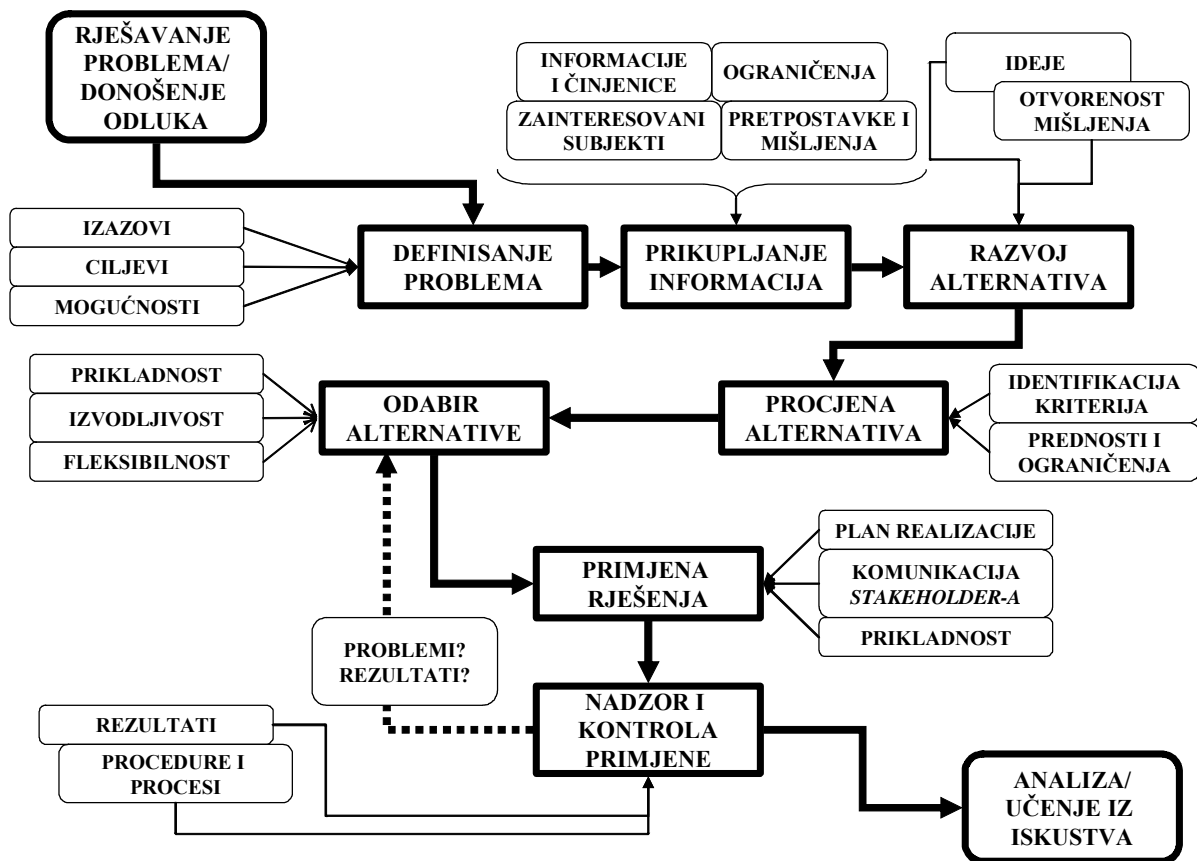 RJEŠAVANJE
PROBLEMA/
DONOŠENJE
ODLUKA
INFORMACIJE
I ČINJENICE
OGRANIČENJA
ZAINTERESOVANI
SUBJEKTI
PRETPOSTAVKE I
MIŠLJENJA
IDEJE
OTVORENOST
MIŠLJENJA
IZAZOVI
CILJEVI
MOGUĆNOSTI
DEFINISANJE
PROBLEMA
PRIKUPLJANJE
INFORMACIJA
RAZVOJ
ALTERNATIVA
PRIKLADNOST
IZVODLJIVOST
FLEKSIBILNOST
ODABIR
ALTERNATIVE
PROCJENA
ALTERNATIVA
IDENTIFIKACIJA
KRITERIJA
PREDNOSTI I
OGRANIČENJA
PRIMJENA
RJEŠENJA
PLAN REALIZACIJE
KOMUNIKACIJA
STAKEHOLDER-A
PRIKLADNOST
PROBLEMI?
REZULTATI?
NADZOR I
KONTROLA
PRIMJENE
REZULTATI
PROCEDURE I
PROCESI
ANALIZA/
UČENJE IZ
ISKUSTVA